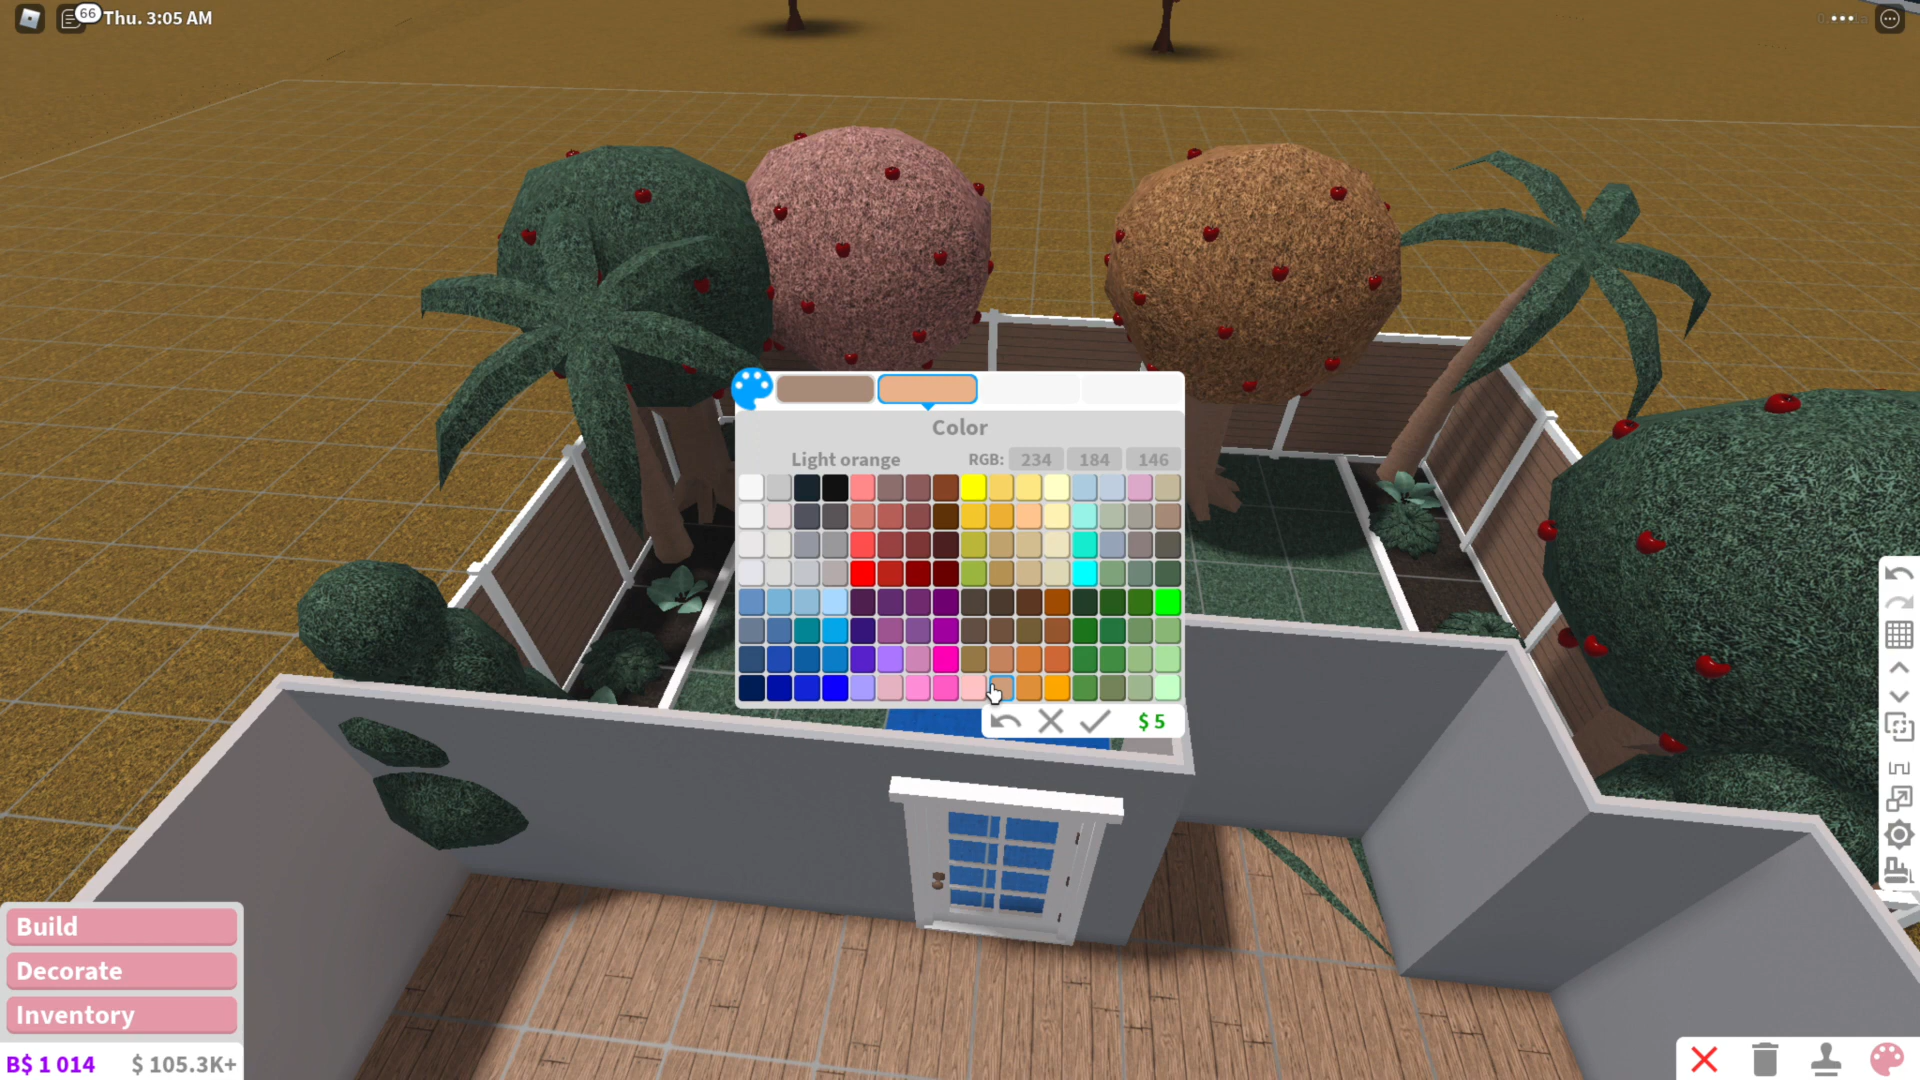 66
Thu. 3:05 AM
Color
Light orange
RGB: 234 184 146
$ 5
Build
Decorate
Inventory
B$ 1 014
$ 105.3K+